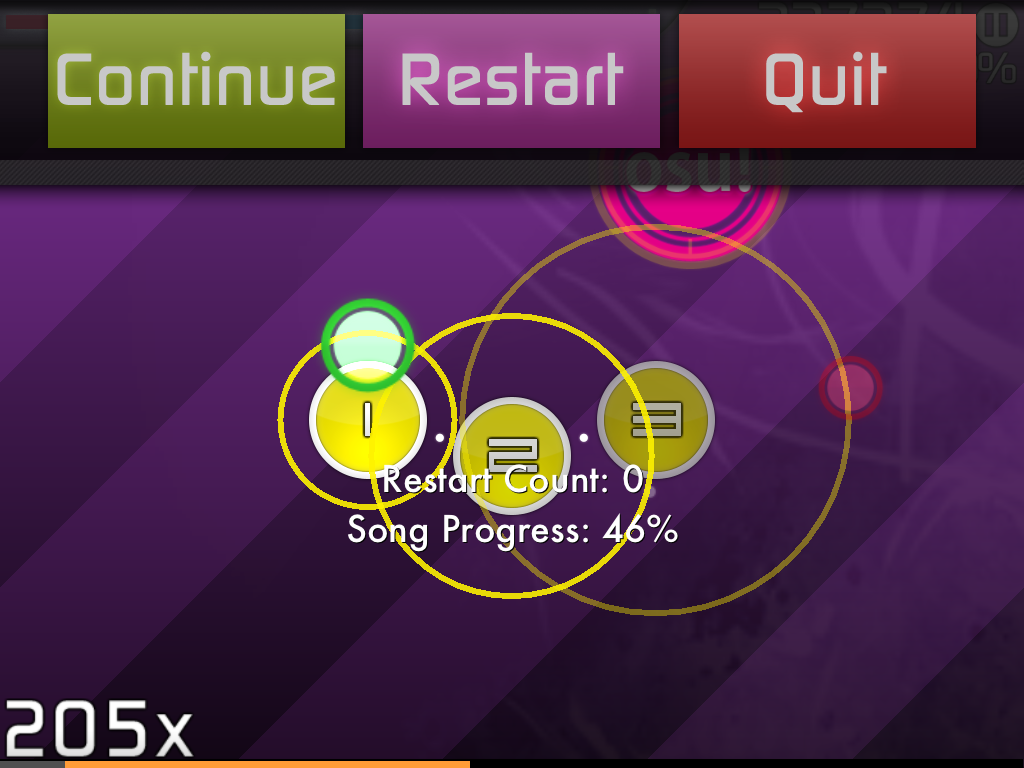 Continue Restart Quit
%
osu!
1 2 3
Restart Count: 0
Song Progress: 46%
205x